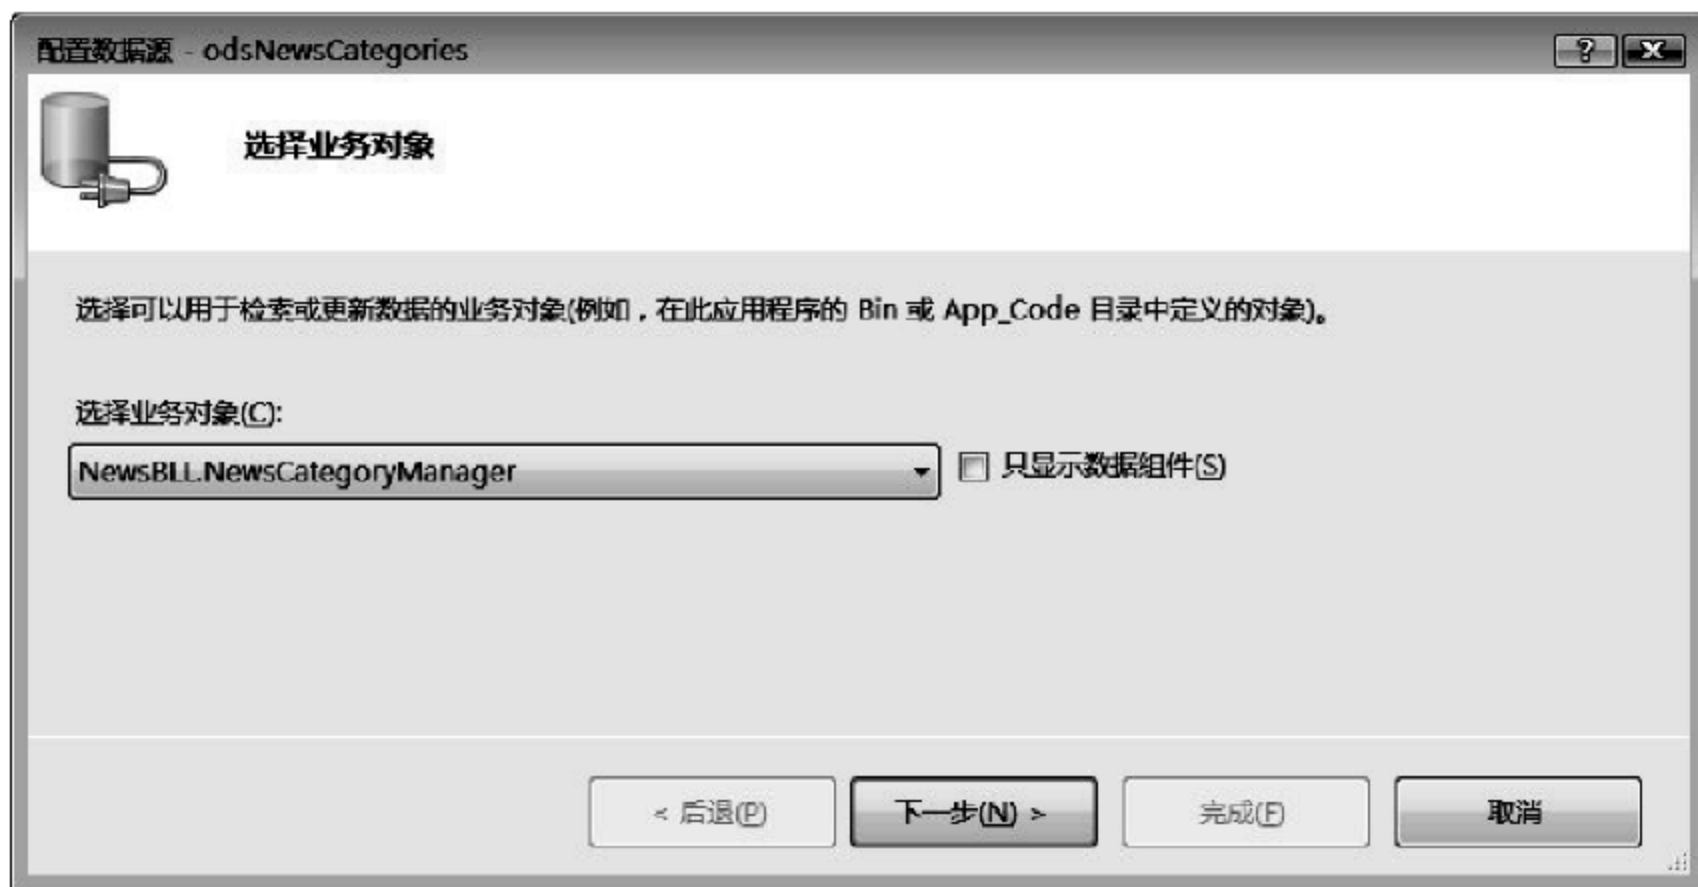 配置数据源 - odsNewsCategories
选择业务对象
选择可以用于检索或更新数据的业务对象(例如，在此应用程序的 Bin 或 App_Code 目录中定义的对象)。
选择业务对象(C):
NewsBLL.NewsCategoryManager
只显示数据组件(S)
< 后退(P)
下一步(N) >
完成(F)
取消